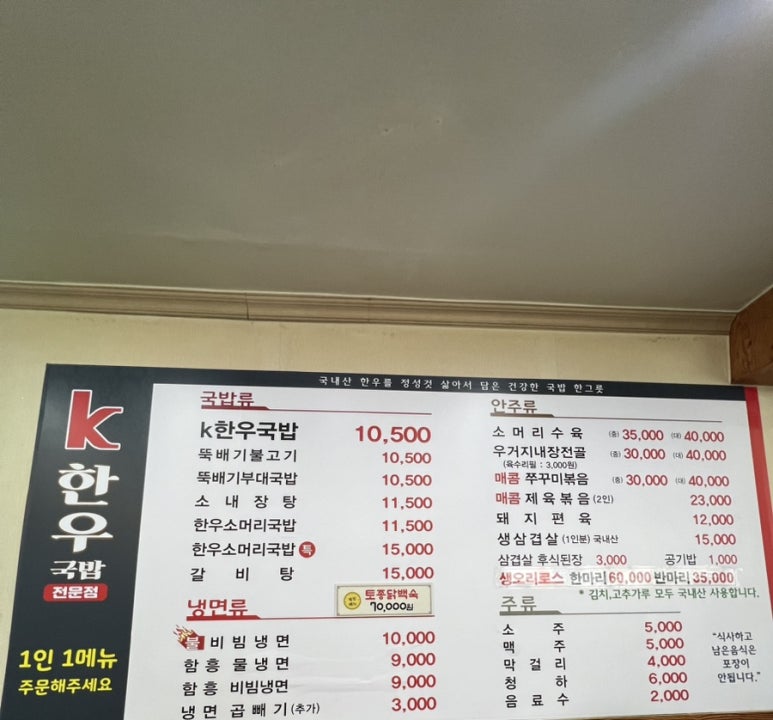 국내산 한우를 정성껏 삶아서 담은 건강한 국밥 한그릇
k
한우
국밥
전문점
1인 1메뉴
주문해주세요
국밥류
k한우국밥 10,500
뚝배기불고기 10,500
뚝배기부대국밥 10,500
소내장탕 11,500
한우소머리국밥 11,500
한우소머리국밥 특 15,000
갈비탕 15,000
토종닭백숙
70,000원
냉면류
불비빔냉면 10,000
함흥 물냉면 9,000
함흥 비빔냉면 9,000
냉면 곱빼기 (추가) 3,000
안주류
소머리수육 (중) 35,000 (대) 40,000
우거지내장전골 (중) 30,000 (대) 40,000
(육수리필 : 3,000원)
매콤 쭈꾸미볶음 (중) 30,000 (대) 40,000
매콤 제육볶음 (2인) 23,000
돼지편육 12,000
생삼겹살 (1인분) 국내산 15,000
삼겹살 후식된장 3,000 공기밥 1,000
생오리로스 한마리 60,000 반마리 35,000
* 김치,고추가루 모두 국내산 사용합니다.
주류
소주 5,000
맥주 5,000
막걸리 4,000
청하 6,000
음료수 2,000
"식사하고
남은음식은
포장이
안됩니다."